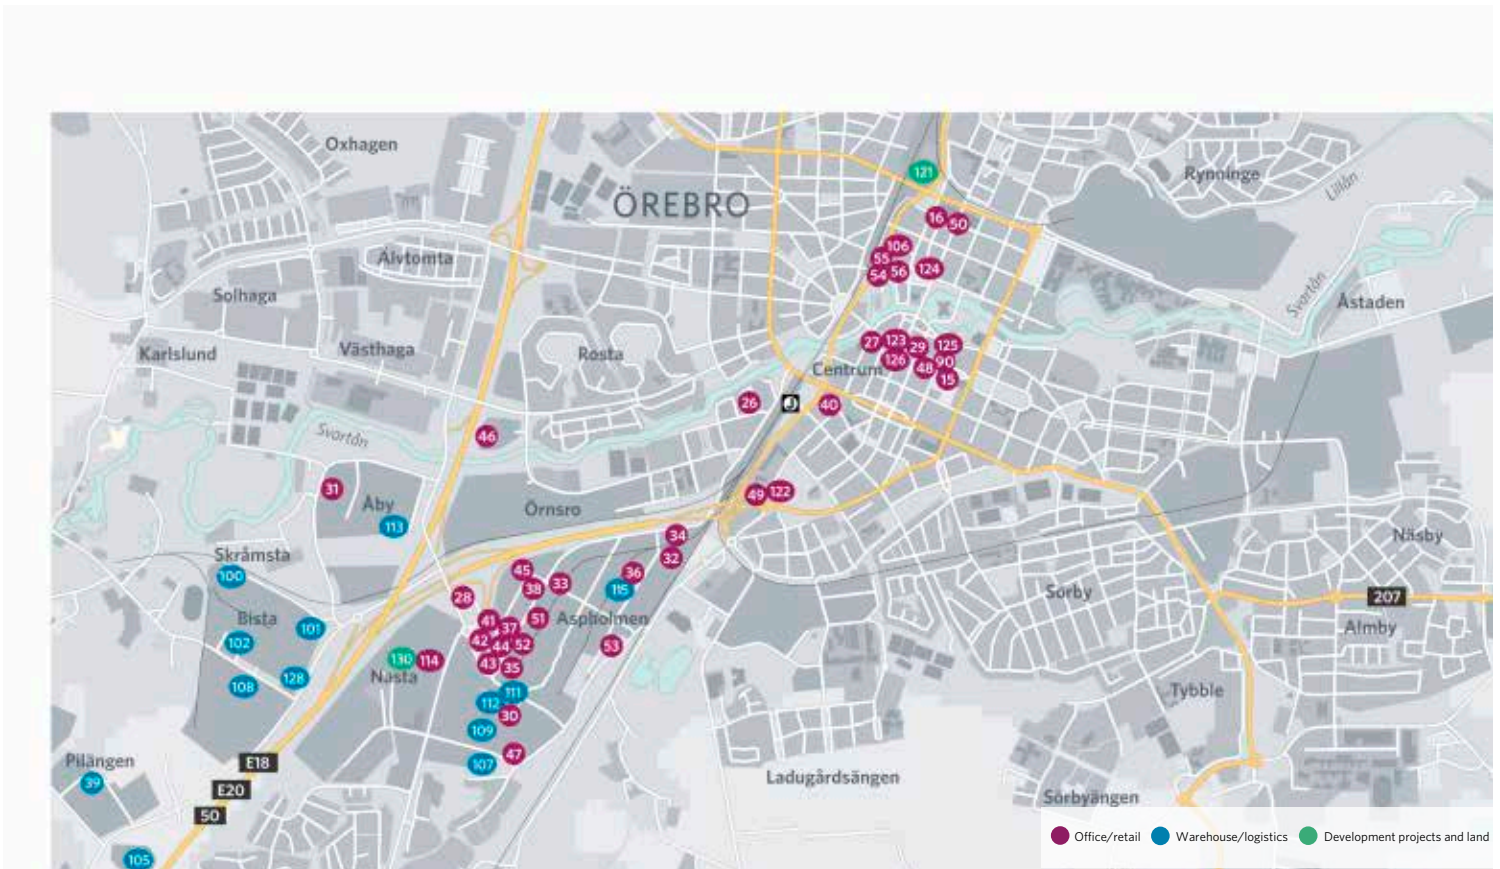 Oxhagen
121
Rynninge
Lillån
ÖREBRO
16
50
106
55
Älvtomta
54
56
124
Solhaga
Svartån
Åstaden
Karlslund
Västhaga
Rosta
27
123
29
125
126
90
Centrum
48
15
26
40
Svartån
46
31
Åby
49
122
Örnsro
113
34
Näsby
Skråmsta
32
100
45
36
38
33
115
Sörby
28
207
Bista
41
51
Aspholmen
101
37
Almby
102
42
44
52
53
130
114
43
35
Nasta
128
108
111
Tybble
112
30
109
47
Pilängen
E18
107
39
Ladugårdsängen
E20
Sörbyängen
50
Office/retail
Warehouse/logistics
Development projects and land
105